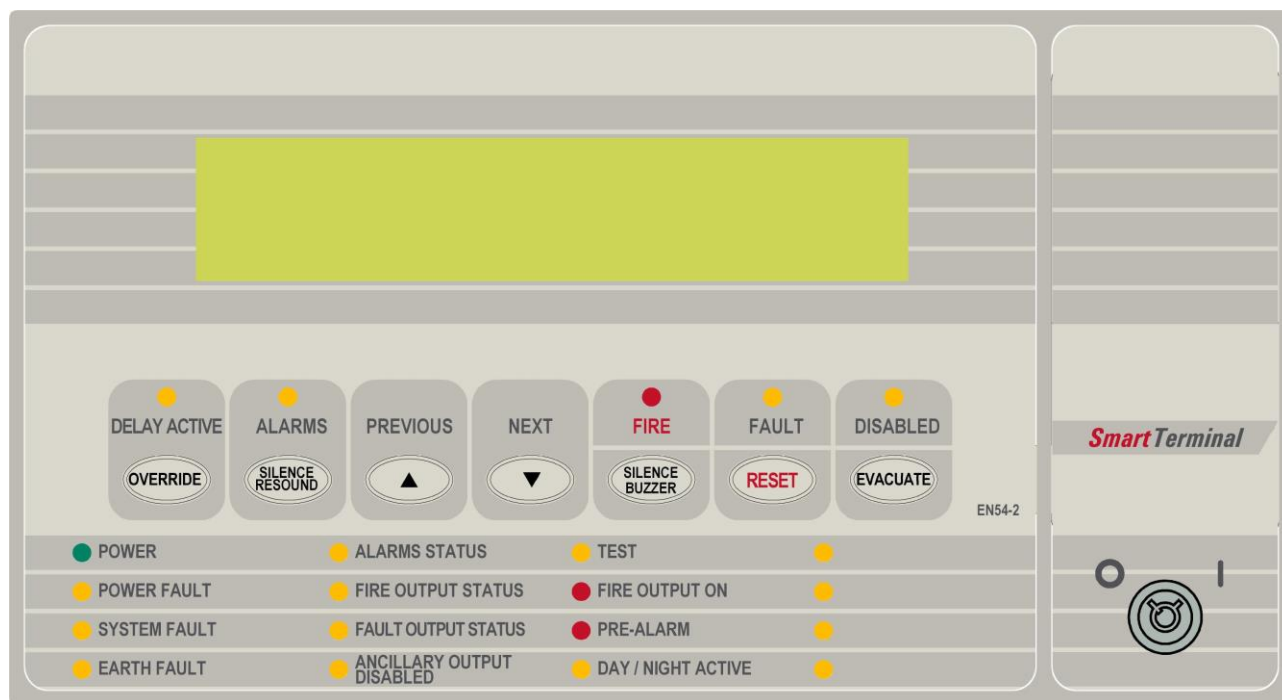 DELAY ACTIVE ALARMS PREVIOUS NEXT FIRE FAULT DISABLED
OVERRIDE SILENCE RESOUND ▲ ▼ SILENCE BUZZER RESET EVACUATE
SmartTerminal
EN54-2
POWER ALARMS STATUS TEST
POWER FAULT FIRE OUTPUT STATUS FIRE OUTPUT ON
SYSTEM FAULT FAULT OUTPUT STATUS PRE-ALARM
EARTH FAULT ANCILLARY OUTPUT DISABLED DAY / NIGHT ACTIVE
O I